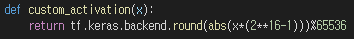 def custom_activation(x):
    return tf.keras.backend.round(abs(x*(2**16-1)))%65536